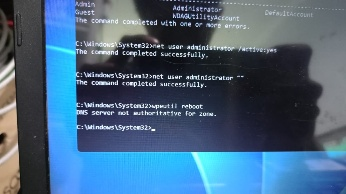 Admin Administrator DefaultAccount
Guest WDAGUtilityAccount
The command completed with one or more errors.
C:\Windows\System32>net user administrator /active:yes
The command completed successfully.
C:\Windows\System32>net user administrator ""
The command completed successfully.
C:\Windows\System32>wpeutil reboot
DNS server not authoritative for zone.
C:\Windows\System32>_